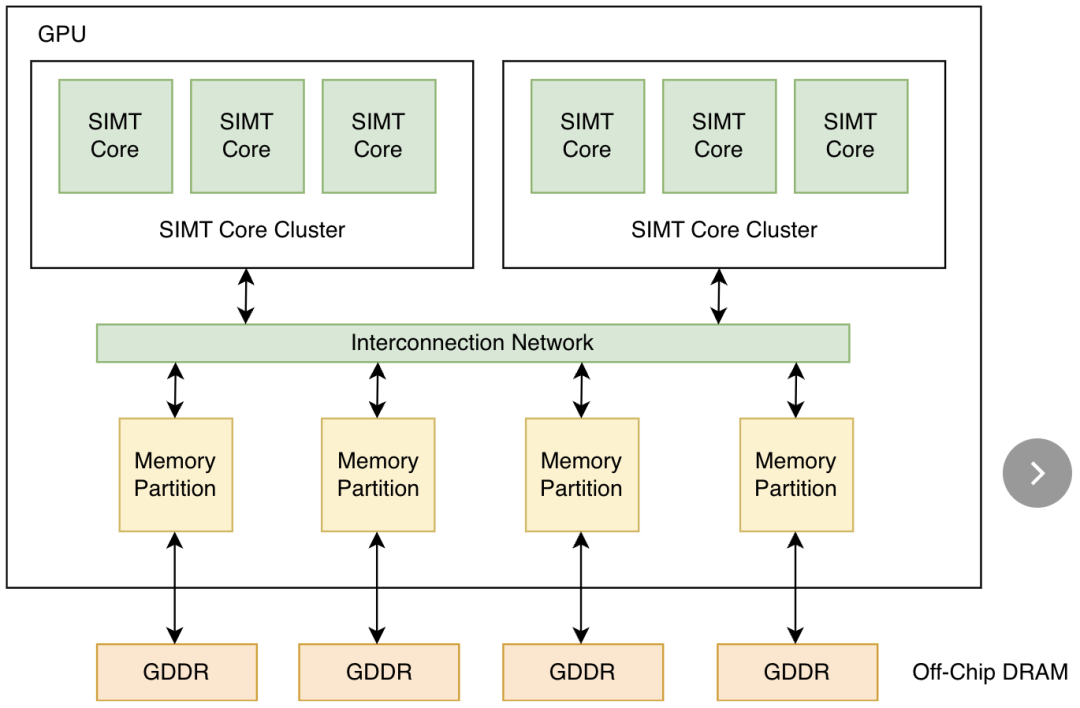 GPU
SIMT
Core
SIMT
Core
SIMT
Core
SIMT Core Cluster
SIMT
Core
SIMT
Core
SIMT
Core
SIMT Core Cluster
Interconnection Network
Memory
Partition
Memory
Partition
Memory
Partition
Memory
Partition
GDDR
GDDR
GDDR
GDDR
Off-Chip DRAM